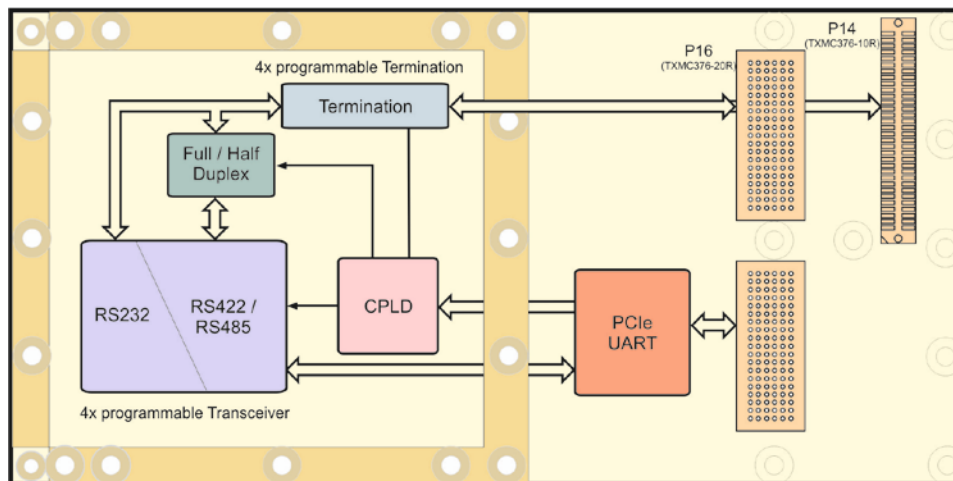 P14
(TXMC376-10R)
P16
(TXMC376-20R)
4x programmable Termination
Termination
Full / Half
Duplex
RS232
RS422 /
RS485
CPLD
PCIe
UART
4x programmable Transceiver